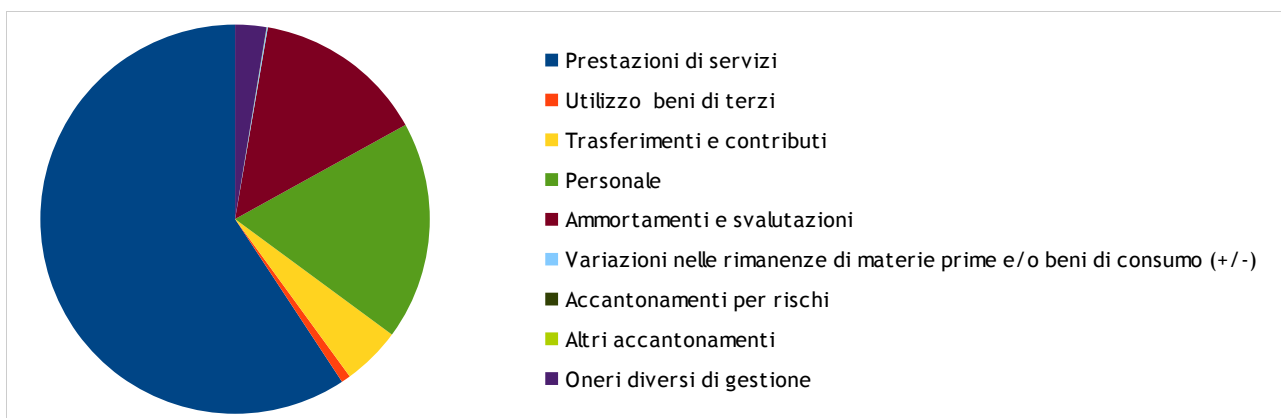 Prestazioni di servizi
Utilizzo beni di terzi
Trasferimenti e contributi
Personale
Ammortamenti e svalutazioni
Variazioni nelle rimanenze di materie prime e/o beni di consumo (+/-)
Accantonamenti per rischi
Altri accantonamenti
Oneri diversi di gestione